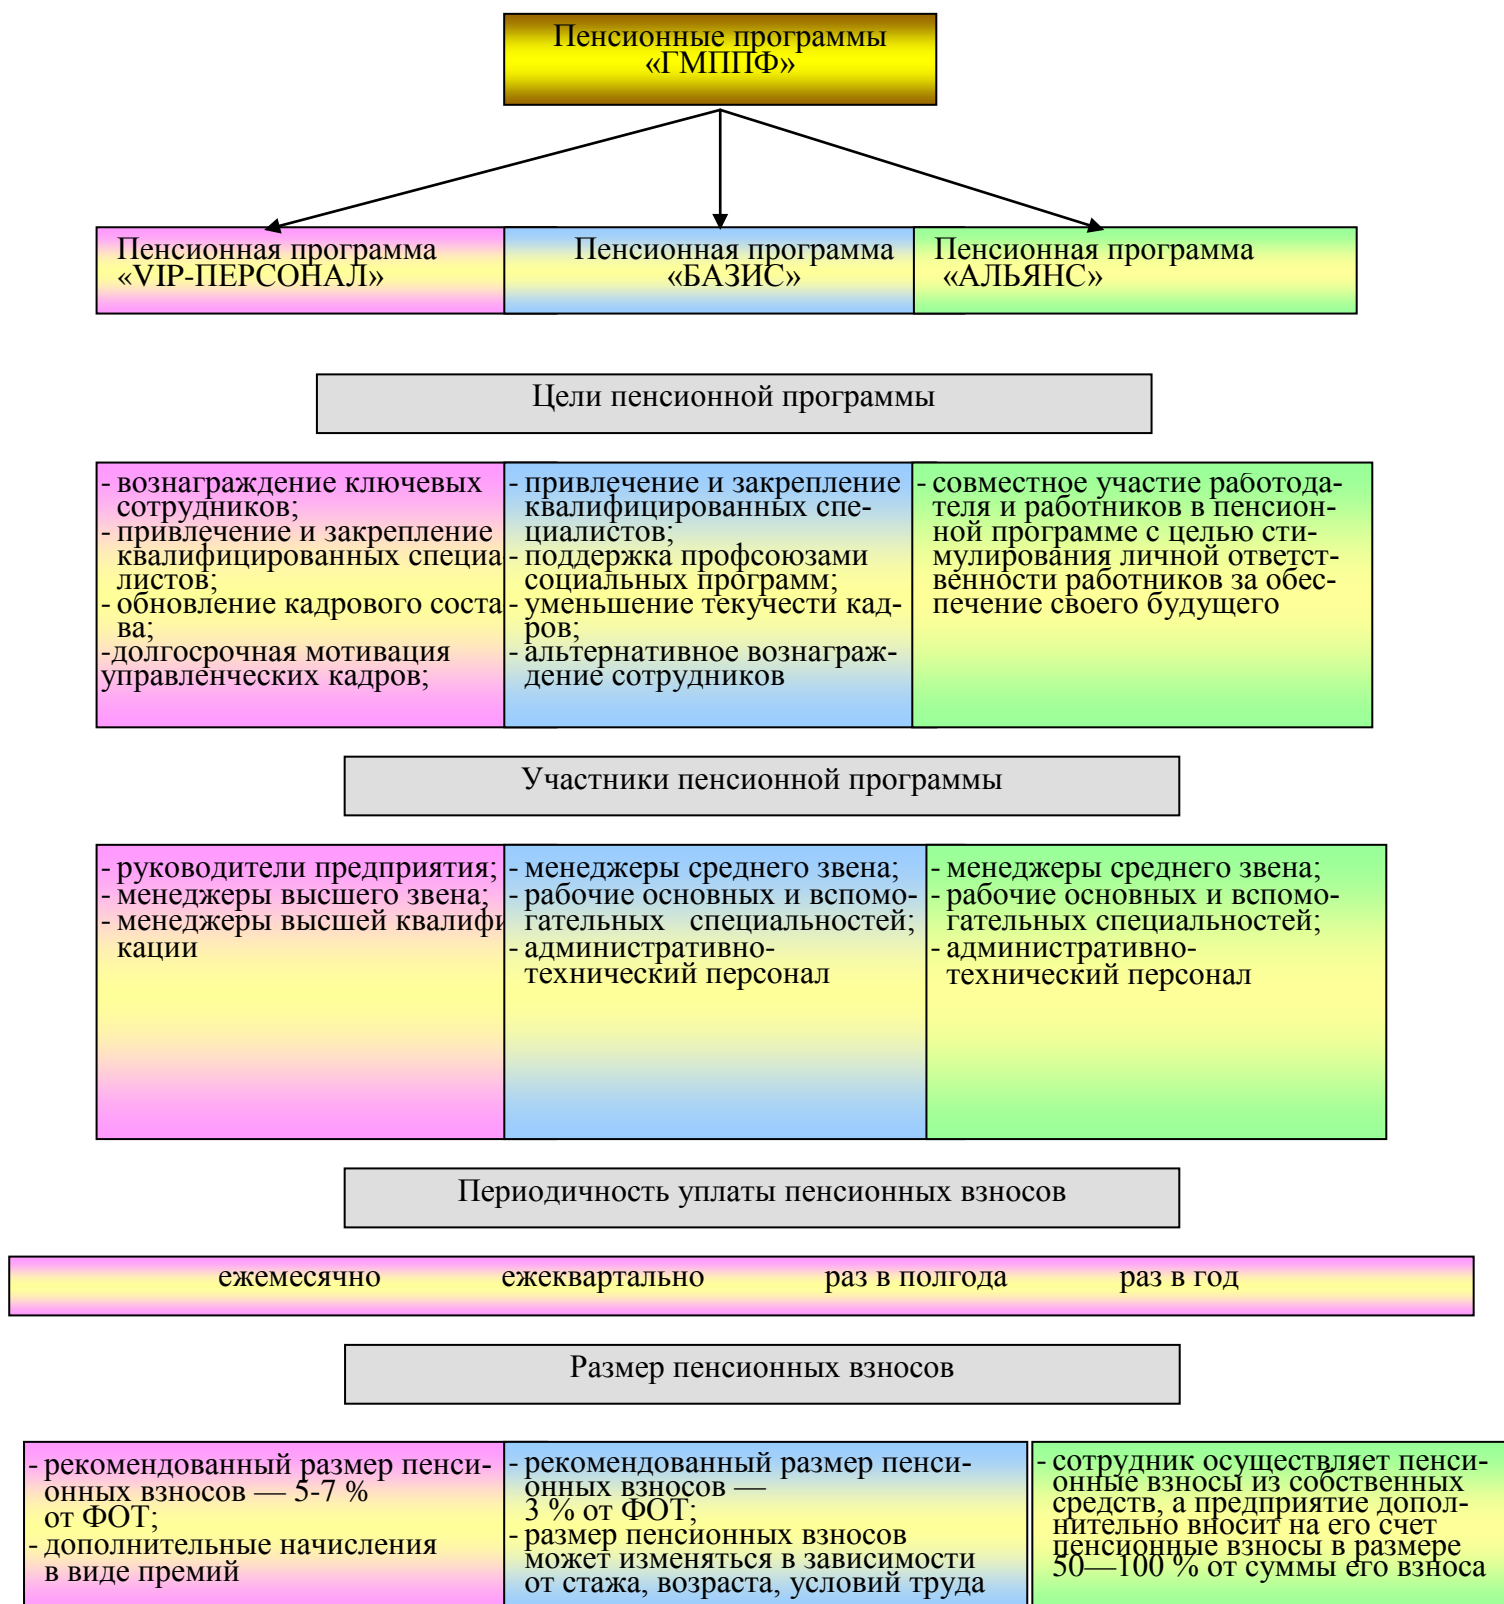 Пенсионные программы
«ГМППФ»
Пенсионная программа
«VIP-ПЕРСОНАЛ»
Пенсионная программа
«БАЗИС»
Пенсионная программа
«АЛЬЯНС»
Цели пенсионной программы
- вознаграждение ключевых
сотрудников;
- привлечение и закрепление
квалифицированных специа
листов;
- обновление кадрового соста
ва;
-долгосрочная мотивация
управленческих кадров;
- привлечение и закрепление
квалифицированных спе-
циалистов;
- поддержка профсоюзами
социальных программ;
- уменьшение текучести кад-
ров;
- альтернативное вознаграж-
дение сотрудников
- совместное участие работода-
теля и работников в пенсион-
ной программе с целью сти-
мулирования личной ответст-
венности работников за обес-
печение своего будущего
Участники пенсионной программы
- руководители предприятия;
- менеджеры высшего звена;
- менеджеры высшей квалифи
кации
- менеджеры среднего звена;
- рабочие основных и вспомо-
гательных специальностей;
- административно-
технический персонал
- менеджеры среднего звена;
- рабочие основных и вспомо-
гательных специальностей;
- административно-
технический персонал
Периодичность уплаты пенсионных взносов
ежемесячно ежеквартально раз в полгода раз в год
Размер пенсионных взносов
- рекомендованный размер пенси-
онных взносов — 5-7 %
от ФОТ;
- дополнительные начисления
в виде премий
- рекомендованный размер пенси-
онных взносов —
3 % от ФОТ;
- размер пенсионных взносов
может изменяться в зависимости
от стажа, возраста, условий труда
- сотрудник осуществляет пенси-
онные взносы из собственных
средств, а предприятие допол-
нительно вносит на его счет
пенсионные взносы в размере
50—100 % от суммы его взноса